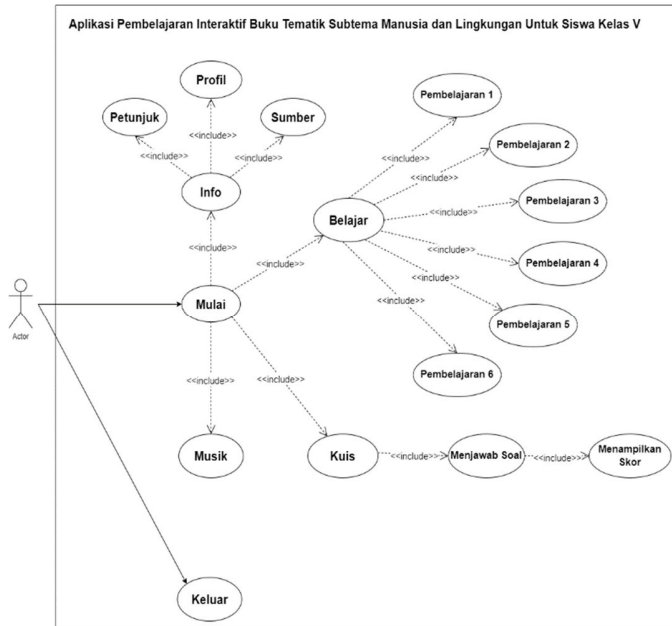 Aplikasi Pembelajaran Interaktif Buku Tematik Subtema Manusia dan Lingkungan Untuk Siswa Kelas V
Profil
Petunjuk
Sumber
<<include>>
<<include>>
<<include>>
Info
<<include>>
Pembelajaran 1
Pembelajaran 2
Pembelajaran 3
Pembelajaran 4
Pembelajaran 5
Pembelajaran 6
<<include>>
<<include>>
<<include>>
<<include>>
<<include>>
<<include>>
Belajar
<<include>>
Actor
Mulai
<<include>>
<<include>>
Musik
Kuis
<<include>>
Menjawab Soal
<<include>>
Menampilkan
Skor
Keluar